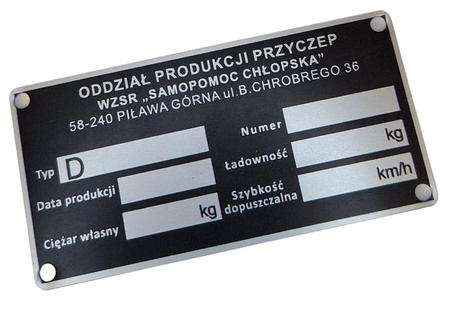 ODDZIAŁ PRODUKCJI PRZYCZEP
WZSR „SAMOPOMOC CHŁOPSKA”
58-240 PIŁAWA GÓRNA ul.B.CHROBREGO 36
Typ D
Numer
Data produkcji
Ładowność kg
Ciężar własny kg
Szybkość
dopuszczalna km/h